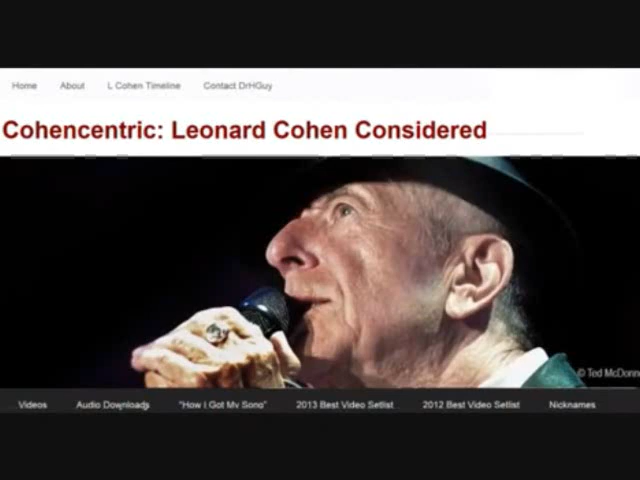 Home About L Cohen Timeline Contact DrHGuy
Cohencentric: Leonard Cohen Considered
© Ted McDonne
Videos Audio Downloads "How I Got My Song" 2013 Best Video Setlist 2012 Best Video Setlist Nicknames